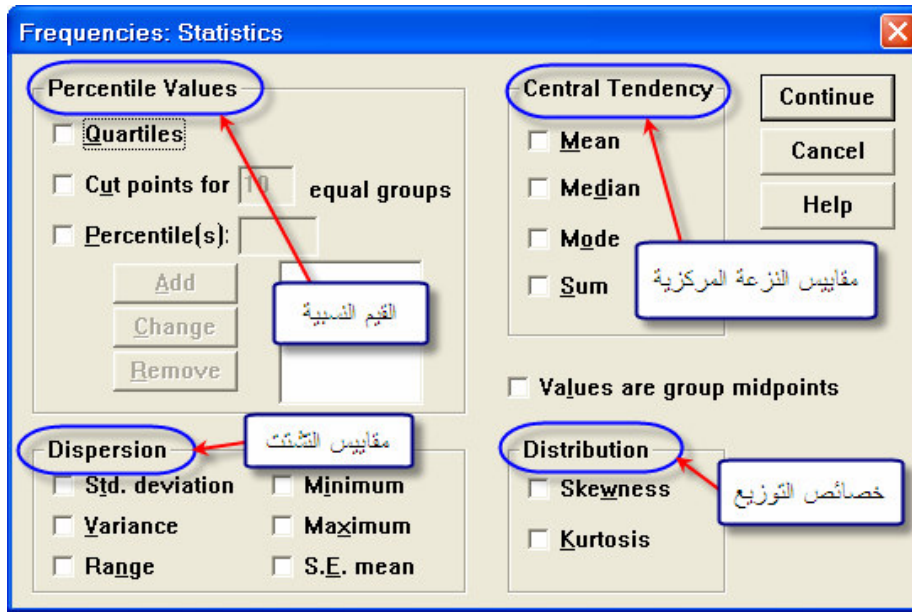 Frequencies: Statistics
Percentile Values
Quartiles
Cut points for 10 equal groups
Percentile(s):
Add
Change
Remove
القيم النسبية
Central Tendency
Mean
Median
Mode
Sum
مقاييس النزعة المركزية
Continue
Cancel
Help
Values are group midpoints
Dispersion
مقاييس التشتت
Std. deviation
Minimum
Variance
Maximum
Range
S.E. mean
Distribution
Skewness
Kurtosis
خصائص التوزيع